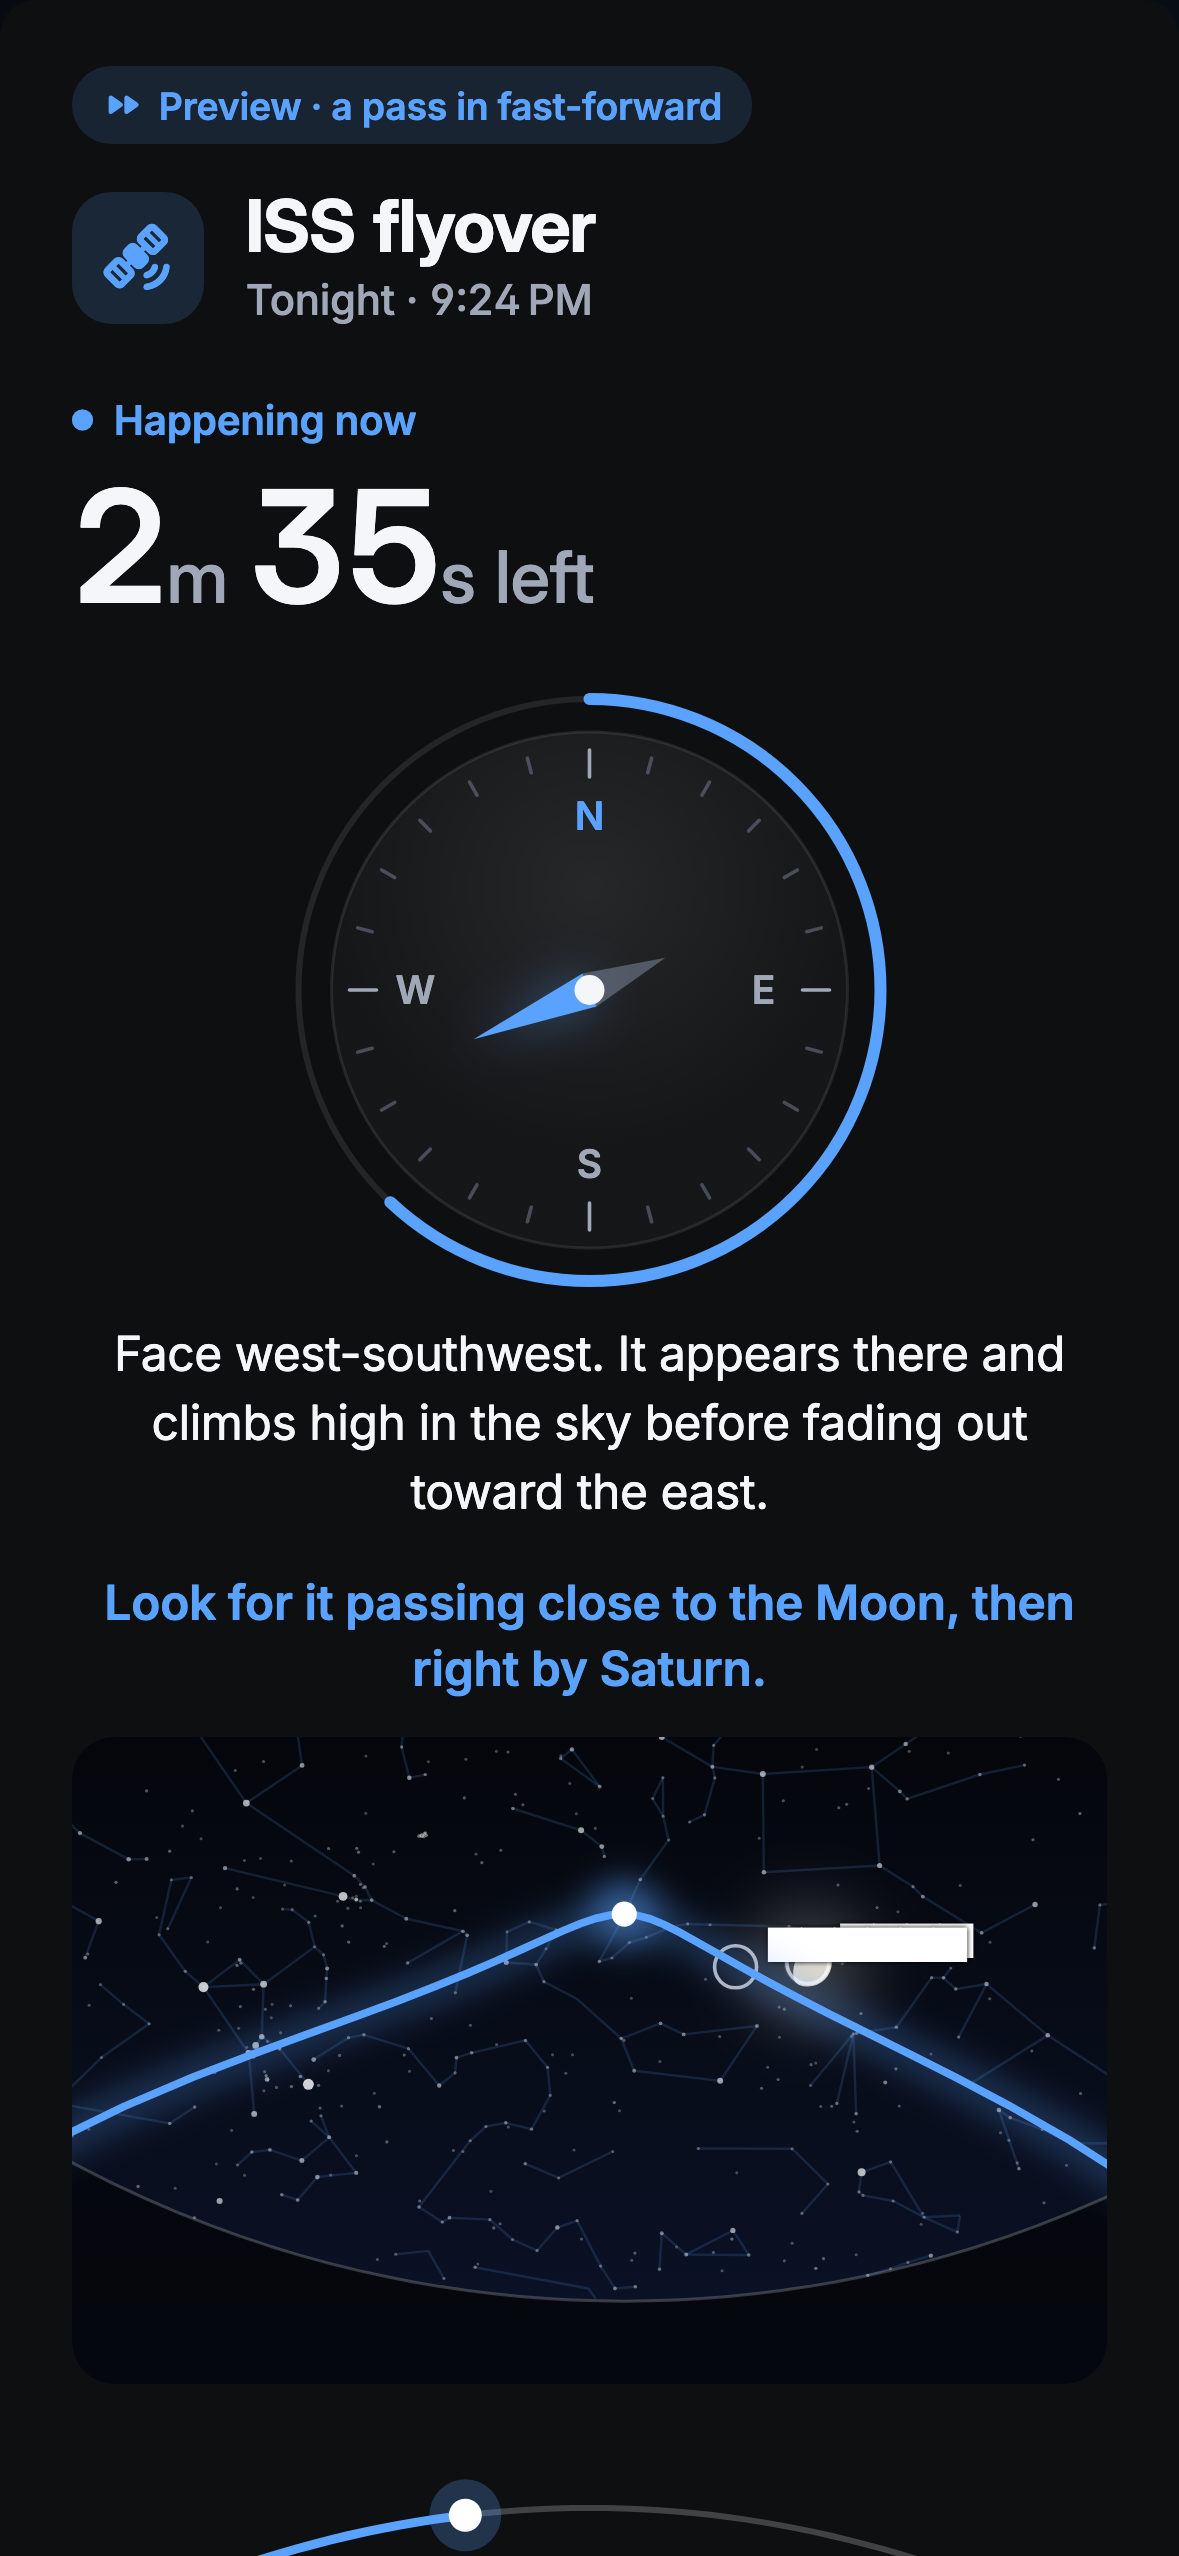 Preview · a pass in fast-forward
ISS flyover
Tonight · 9:24 PM
Happening now
2m 35s left
N
W
E
S
Face west-southwest. It appears there and
climbs high in the sky before fading out
toward the east.
Look for it passing close to the Moon, then
right by Saturn.